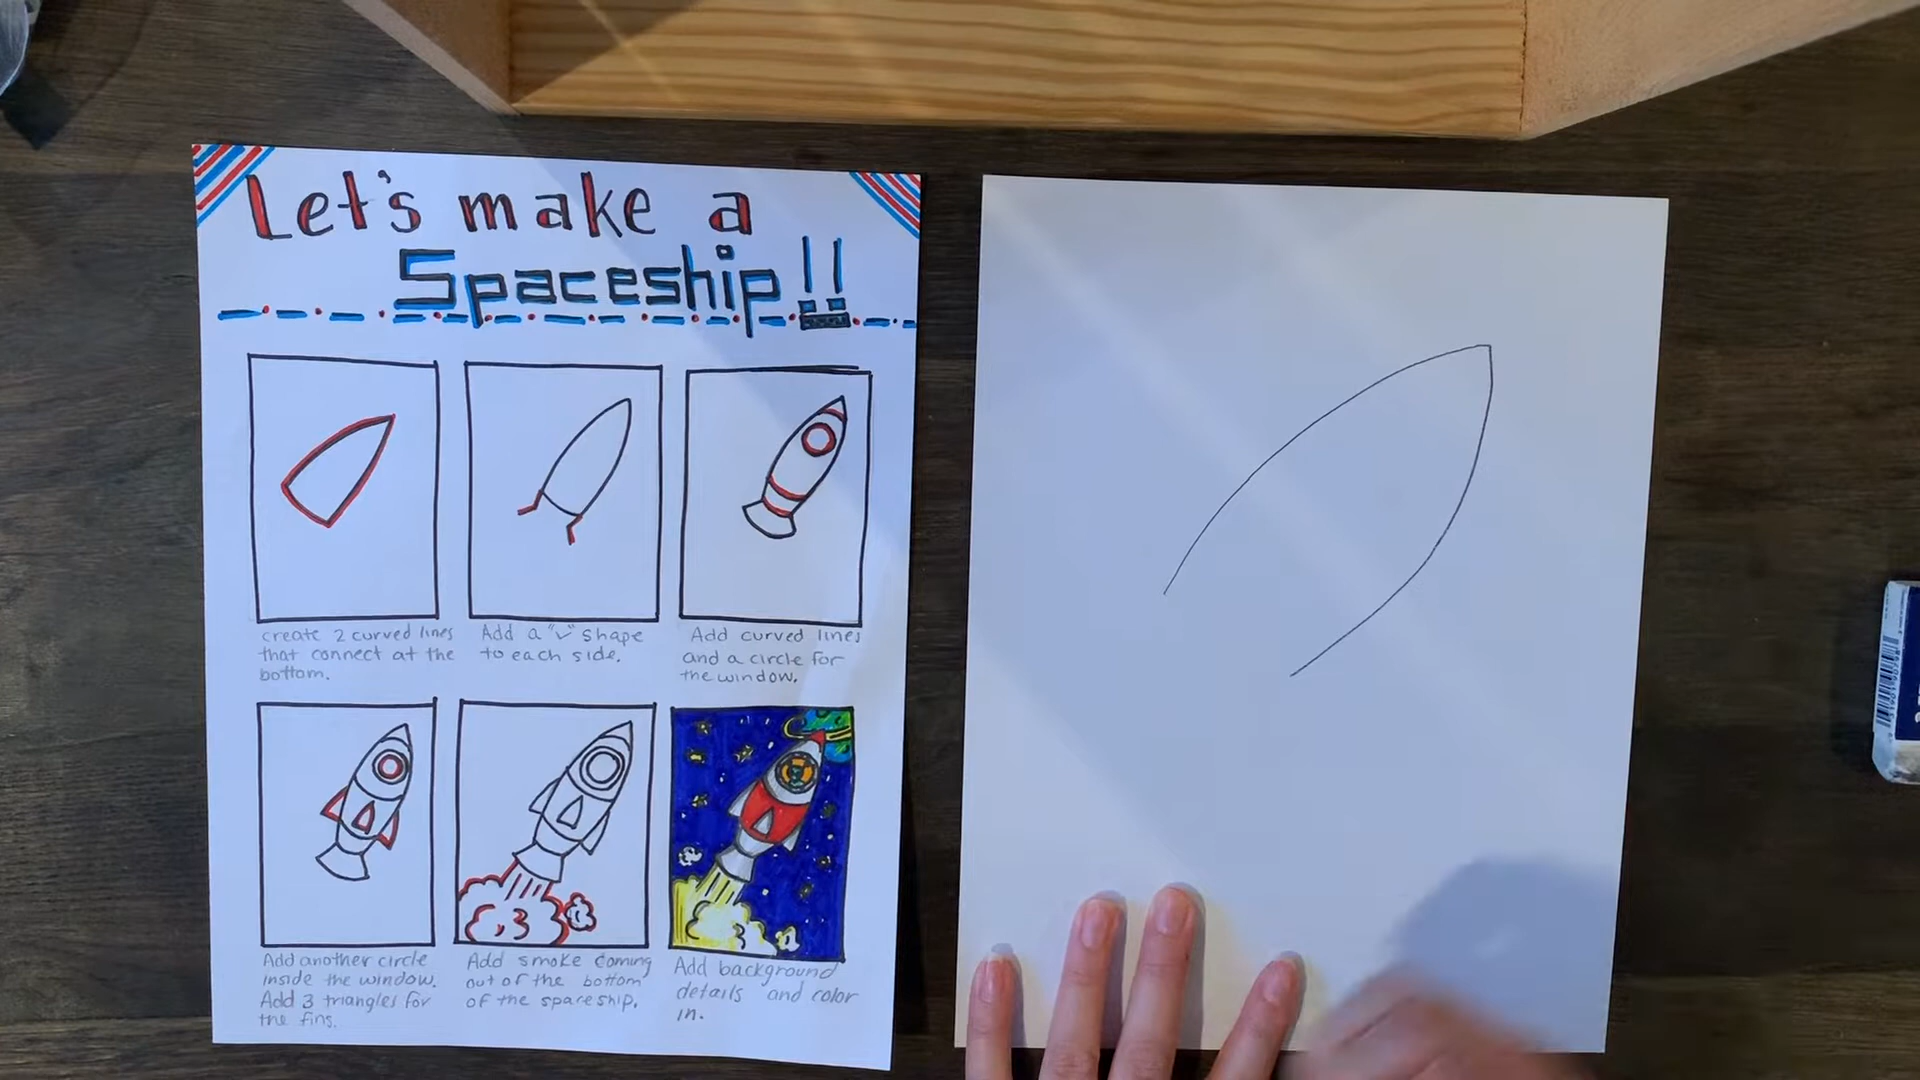 Let's make a
Spaceship!!
create 2 curved lines
that connect at the
bottom.
Add a "v" shape
to each side.
Add curved lines
and a circle for
the window.
Add another circle
inside the window.
Add 3 triangles for
the fins.
Add smoke coming
out of the bottom
of the spaceship.
Add background
details and color
in.